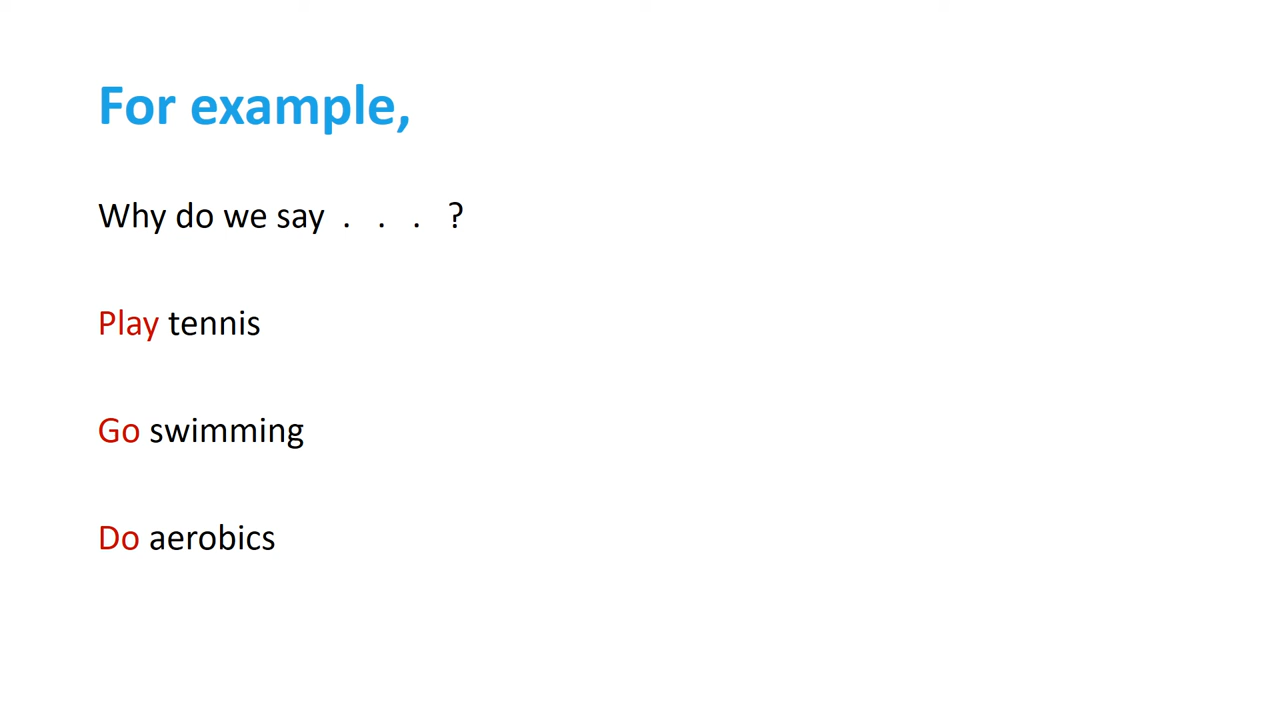 For example,
Why do we say . . . ?
Play tennis
Go swimming
Do aerobics